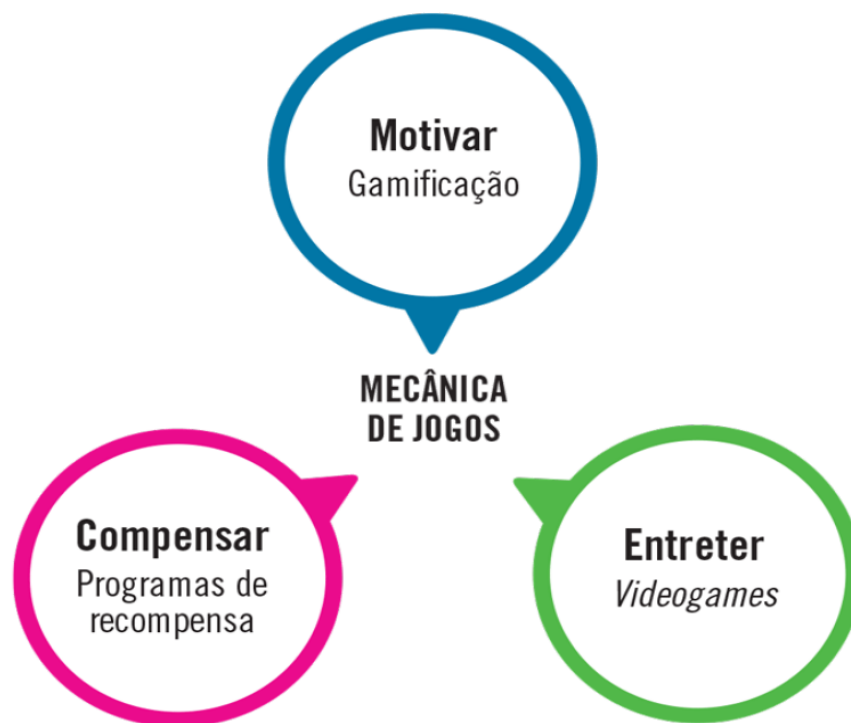 Motivar
Gamificação
MECÂNICA
DE JOGOS
Compensar
Programas de
recompensa
Entreter
Videogames